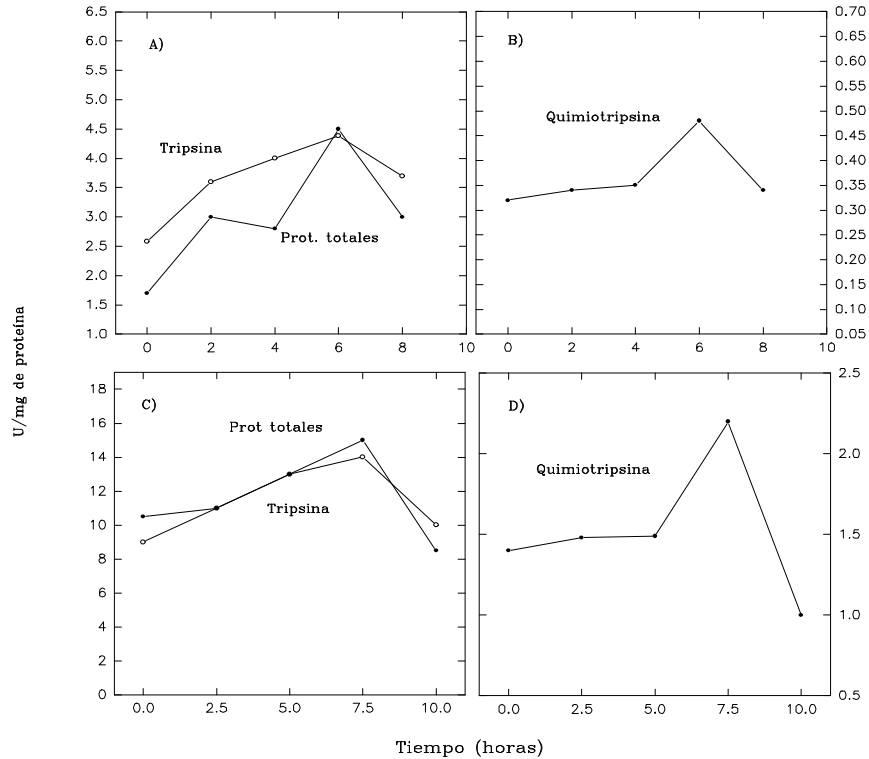 6.5
6.0
5.5
5.0
4.5
4.0
3.5
3.0
2.5
2.0
1.5
1.0
A)
Tripsina
Prot. totales
0 2 4 6 8 10
B)
Quimiotripsina
0.70
0.65
0.60
0.55
0.50
0.45
0.40
0.35
0.30
0.25
0.20
0.15
0.10
0.05
0 2 4 6 8 10
U/mg de proteína
18
16
14
12
10
8
6
4
2
0
C)
Prot totales
Tripsina
0.0 2.5 5.0 7.5 10.0
D)
Quimiotripsina
2.5
2.0
1.5
1.0
0.5
0.0 2.5 5.0 7.5 10.0
Tiempo (horas)